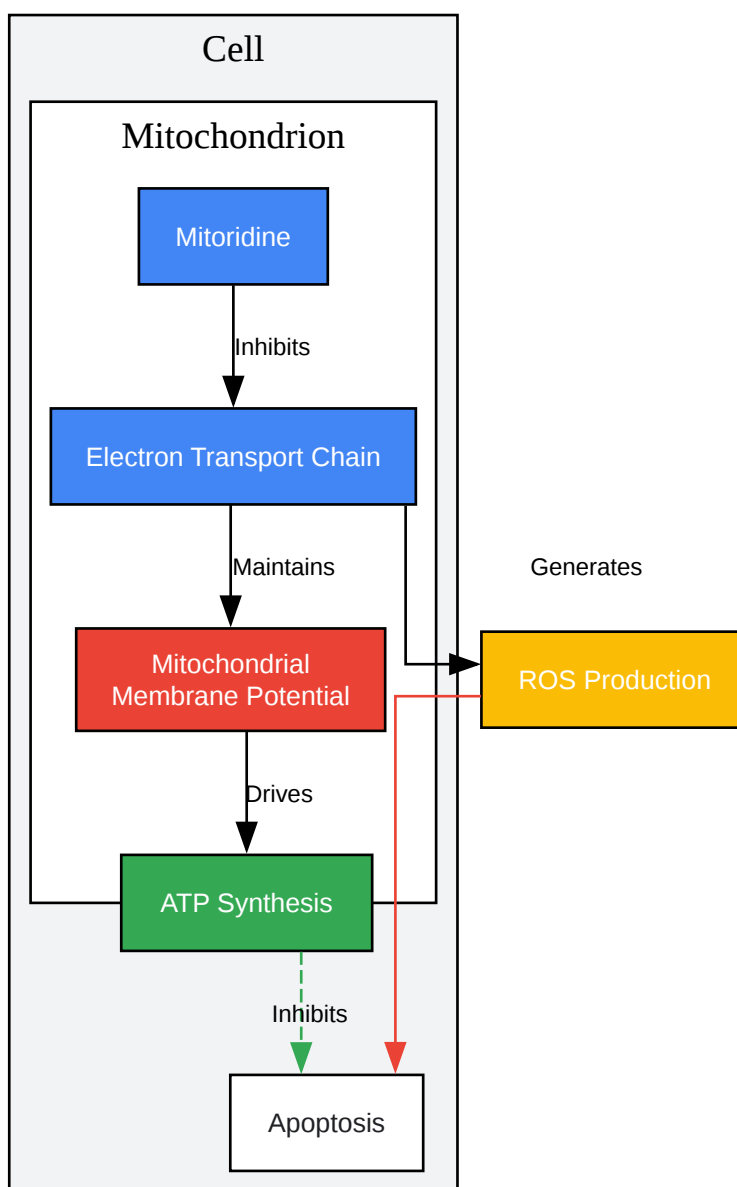 Cell
Mitochondrion
Mitoridine
Inhibits
Electron Transport Chain
Maintains
Generates
Mitochondrial
Membrane Potential
ROS Production
Drives
ATP Synthesis
Inhibits
Apoptosis